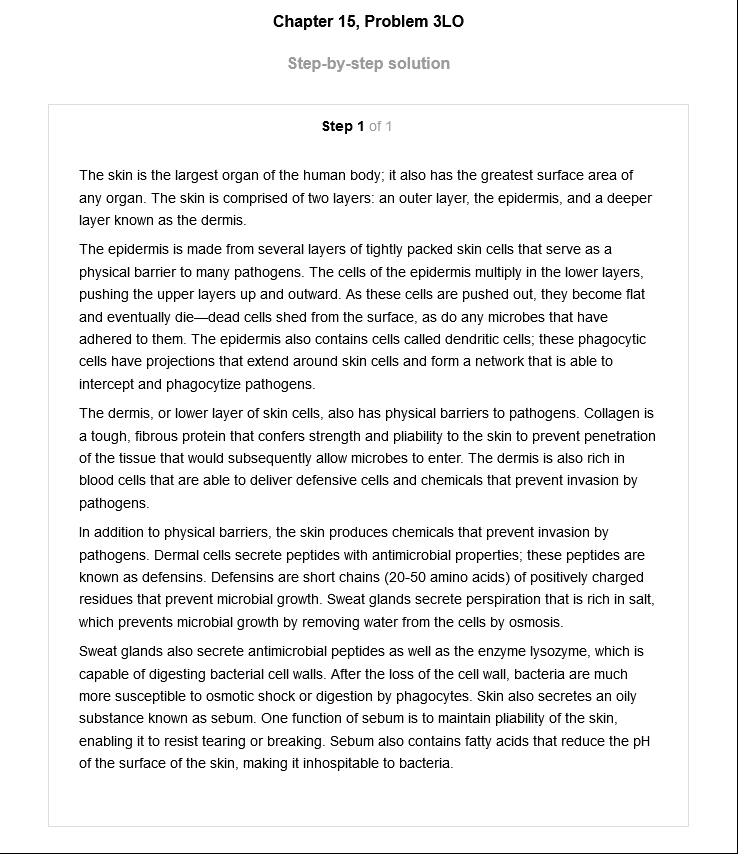 Chapter 15, Problem 3LO
Step-by-step solution
Step 1 of 1
The skin is the largest organ of the human body; it also has the greatest surface area of
any organ. The skin is comprised of two layers: an outer layer, the epidermis, and a deeper
layer known as the dermis.
The epidermis is made from several layers of tightly packed skin cells that serve as a
physical barrier to many pathogens. The cells of the epidermis multiply in the lower layers,
pushing the upper layers up and outward. As these cells are pushed out, they become flat
and eventually die—dead cells shed from the surface, as do any microbes that have
adhered to them. The epidermis also contains cells called dendritic cells; these phagocytic
cells have projections that extend around skin cells and form a network that is able to
intercept and phagocytize pathogens.
The dermis, or lower layer of skin cells, also has physical barriers to pathogens. Collagen is
a tough, fibrous protein that confers strength and pliability to the skin to prevent penetration
of the tissue that would subsequently allow microbes to enter. The dermis is also rich in
blood cells that are able to deliver defensive cells and chemicals that prevent invasion by
pathogens.
In addition to physical barriers, the skin produces chemicals that prevent invasion by
pathogens. Dermal cells secrete peptides with antimicrobial properties; these peptides are
known as defensins. Defensins are short chains (20-50 amino acids) of positively charged
residues that prevent microbial growth. Sweat glands secrete perspiration that is rich in salt,
which prevents microbial growth by removing water from the cells by osmosis.
Sweat glands also secrete antimicrobial peptides as well as the enzyme lysozyme, which is
capable of digesting bacterial cell walls. After the loss of the cell wall, bacteria are much
more susceptible to osmotic shock or digestion by phagocytes. Skin also secretes an oily
substance known as sebum. One function of sebum is to maintain pliability of the skin,
enabling it to resist tearing or breaking. Sebum also contains fatty acids that reduce the pH
of the surface of the skin, making it inhospitable to bacteria.